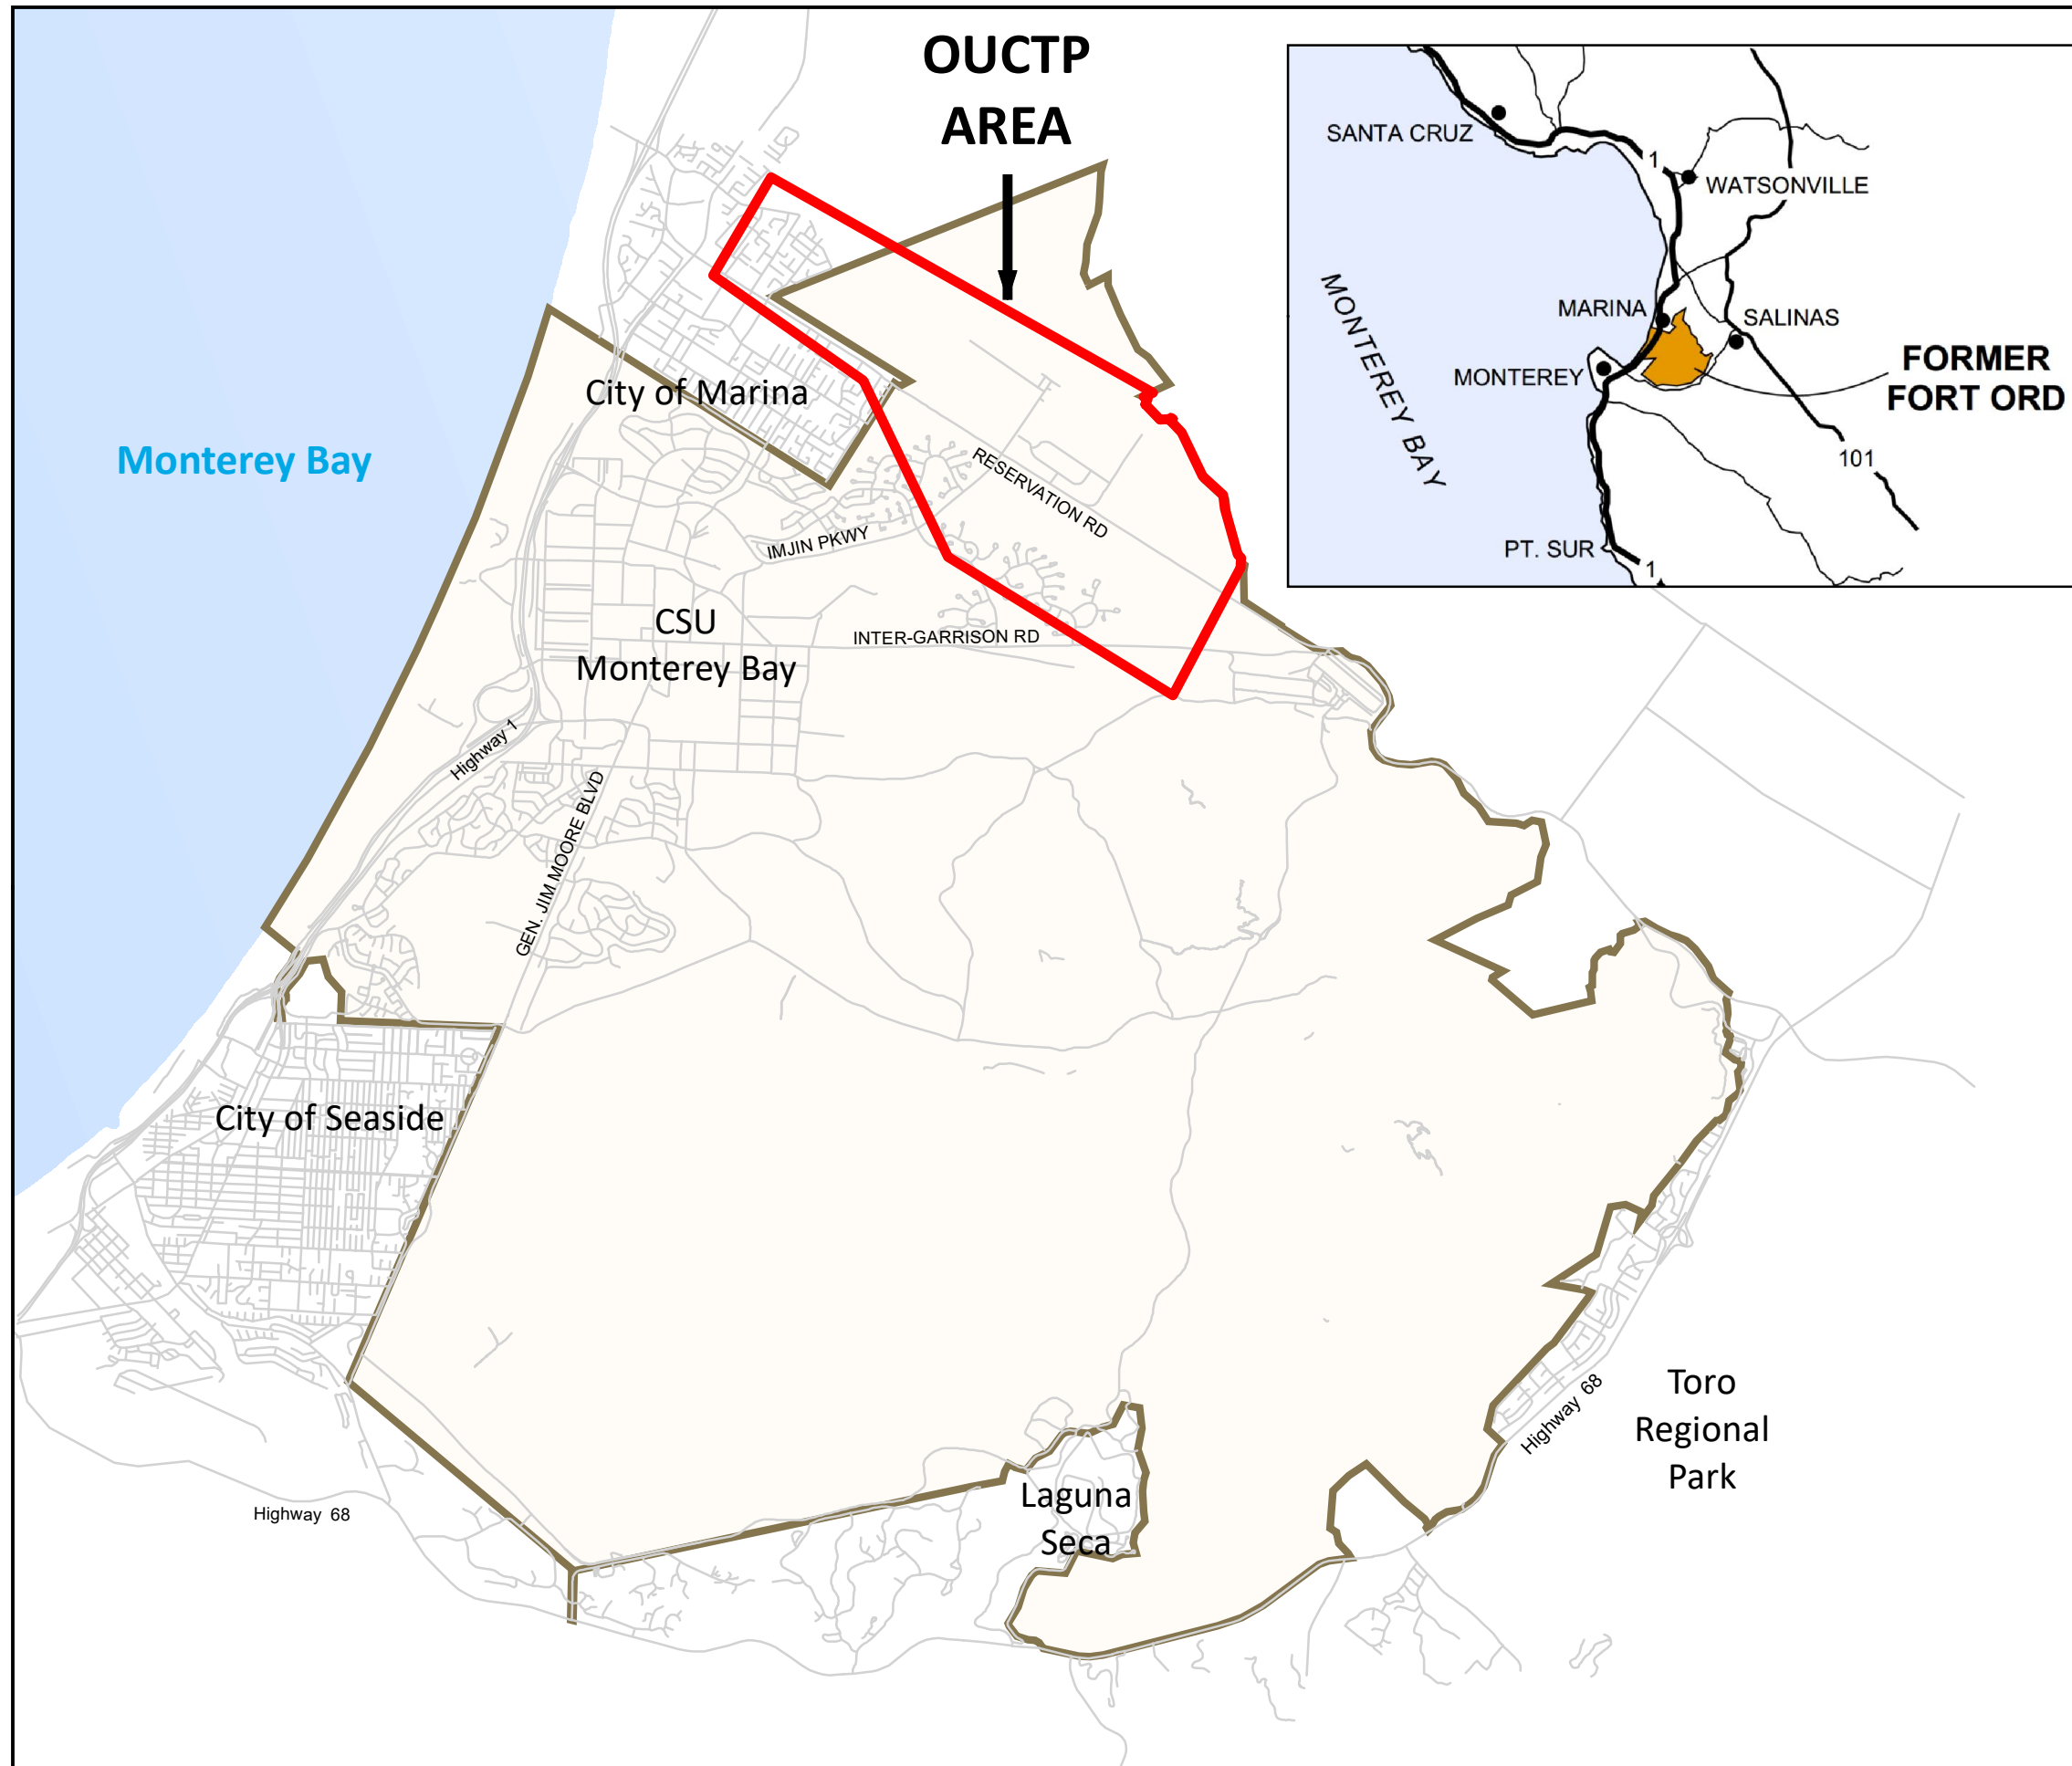 OUCTP
AREA
SANTA CRUZ
1
WATSONVILLE
MONTEREY BAY
MARINA
SALINAS
MONTEREY
FORMER
FORT ORD
101
PT. SUR
1
City of Marina
Monterey Bay
RESERVATION RD
IMJIN PKWY
CSU
Monterey Bay
INTER-GARRISON RD
Highway 1
GEN. JIM MOORE BLVD
City of Seaside
Toro
Regional
Park
Highway 68
Laguna
Seca
Highway 68